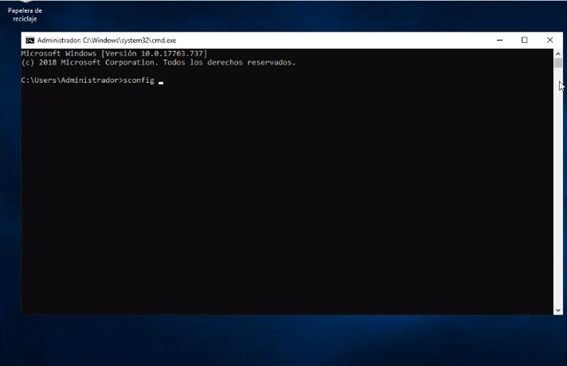 Papelera de
reciclaje
Administrador: C:\Windows\system32\cmd.exe
Microsoft Windows [Versión 10.0.17763.737]
(c) 2018 Microsoft Corporation. Todos los derechos reservados.
C:\Users\Administrador>sconfig